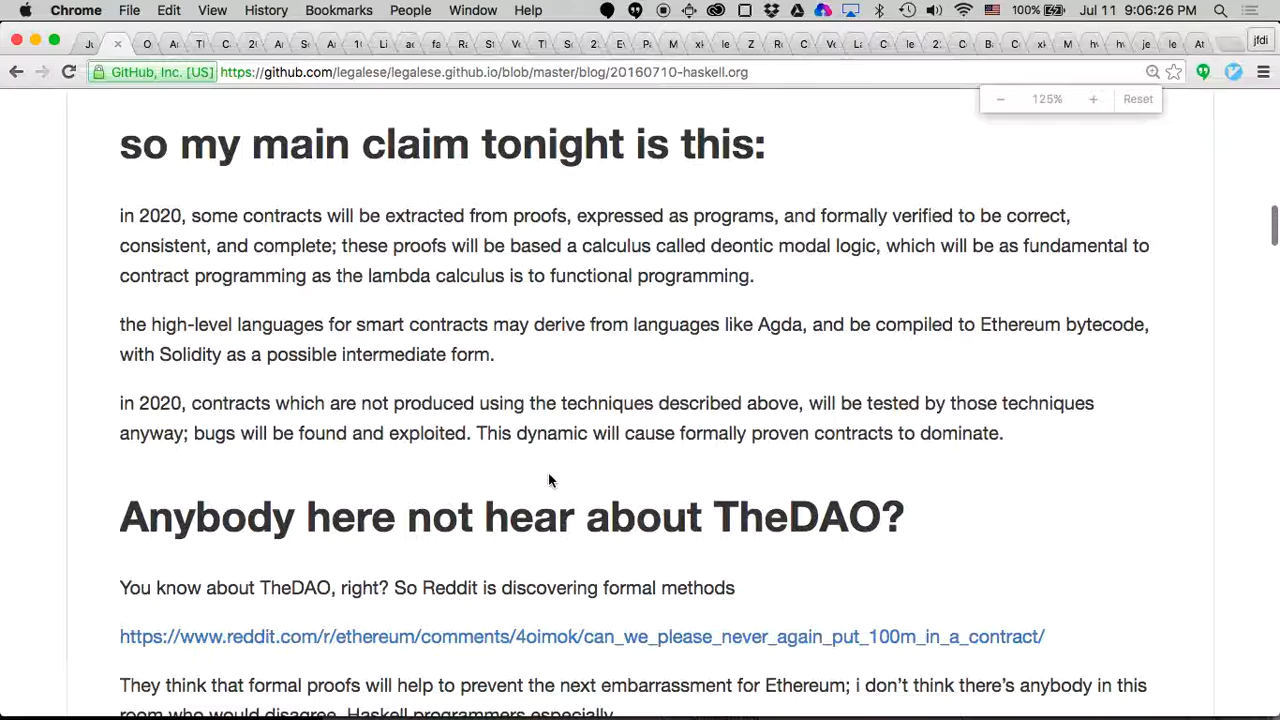 Chrome File Edit View History Bookmarks People Window Help 100% Jul 11 9:06:26 PM
jfdi
GitHub, Inc. [US] https://github.com/legalese/legalese.github.io/blob/master/blog/20160710-haskell.org
− 125% + Reset
so my main claim tonight is this:
in 2020, some contracts will be extracted from proofs, expressed as programs, and formally verified to be correct,
consistent, and complete; these proofs will be based a calculus called deontic modal logic, which will be as fundamental to
contract programming as the lambda calculus is to functional programming.
the high-level languages for smart contracts may derive from languages like Agda, and be compiled to Ethereum bytecode,
with Solidity as a possible intermediate form.
in 2020, contracts which are not produced using the techniques described above, will be tested by those techniques
anyway; bugs will be found and exploited. This dynamic will cause formally proven contracts to dominate.
Anybody here not hear about TheDAO?
You know about TheDAO, right? So Reddit is discovering formal methods
https://www.reddit.com/r/ethereum/comments/4oimok/can_we_please_never_again_put_100m_in_a_contract/
They think that formal proofs will help to prevent the next embarrassment for Ethereum; i don't think there's anybody in this
room who would disagree. Haskell programmers especially.